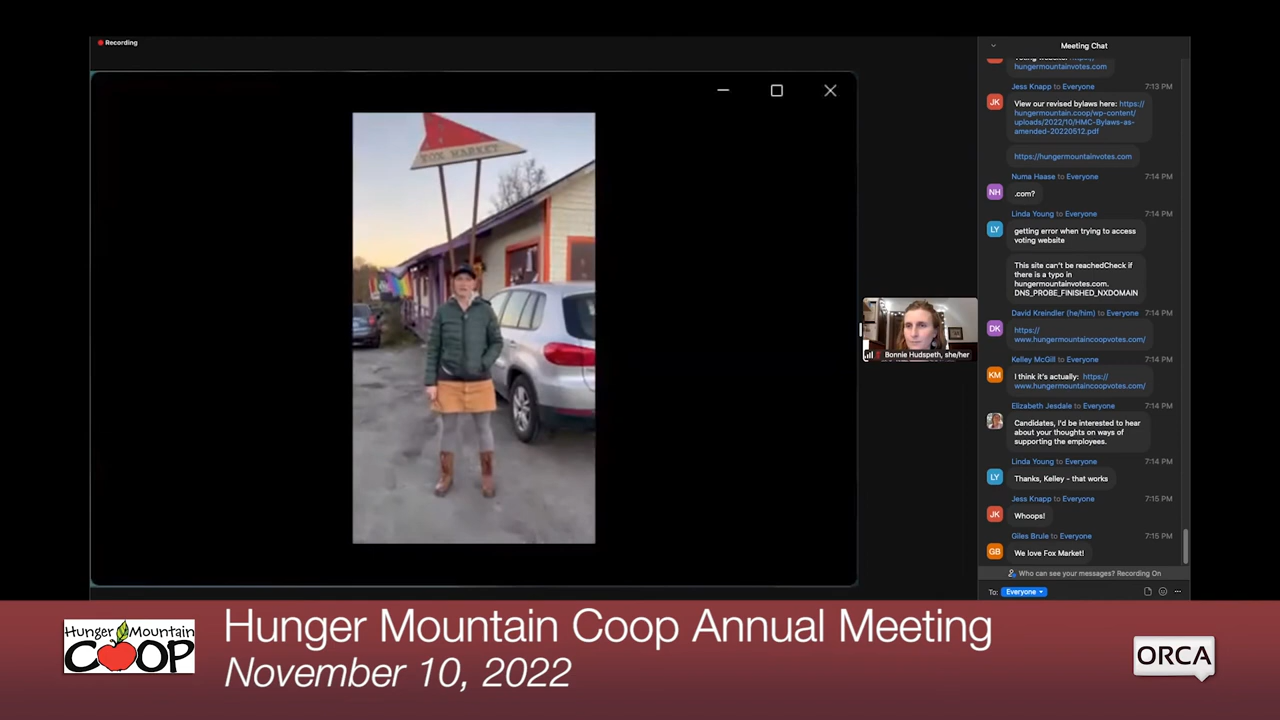 Recording
Meeting Chat
hungermountainvotes.com
Jess Knapp to Everyone 7:13 PM
JK
View our revised bylaws here: https://
hungermountain.coop/wp-content/
uploads/2022/10/HMC-Bylaws-as-
amended-20220512.pdf
https://hungermountainvotes.com
Numa Haase to Everyone 7:14 PM
NH
.com?
Linda Young to Everyone 7:14 PM
LY
getting error when trying to access
voting website
This site can't be reachedCheck if
there is a typo in
hungermountainvotes.com.
DNS_PROBE_FINISHED_NXDOMAIN
David Kreindler (he/him) to Everyone 7:14 PM
DK
https://
www.hungermountaincoopvotes.com/
Kelley McGill to Everyone 7:14 PM
KM
I think it's actually: https://
www.hungermountaincoopvotes.com/
Elizabeth Jesdale to Everyone 7:14 PM
Candidates, I'd be interested to hear
about your thoughts on ways of
supporting the employees.
Linda Young to Everyone 7:14 PM
LY
Thanks, Kelley - that works
Jess Knapp to Everyone 7:15 PM
JK
Whoops!
Giles Brule to Everyone 7:15 PM
GB
We love Fox Market!
Who can see your messages? Recording On
To: Everyone
FOX MARKET
Bonnie Hudspeth, she/her
Hunger Mountain
COOP
Hunger Mountain Coop Annual Meeting
November 10, 2022
ORCA